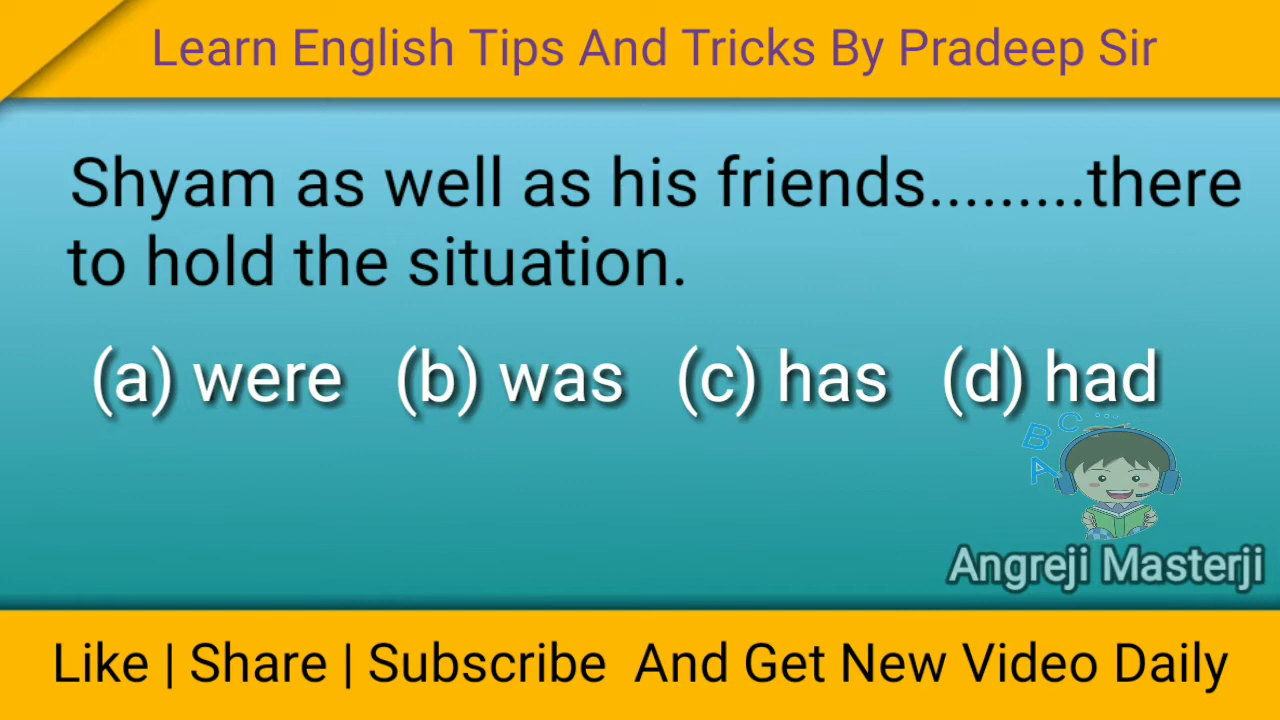 Learn English Tips And Tricks By Pradeep Sir
Shyam as well as his friends.........there
to hold the situation.
(a) were (b) was (c) has (d) had
A B C ...
Angreji Masterji
Like | Share | Subscribe And Get New Video Daily